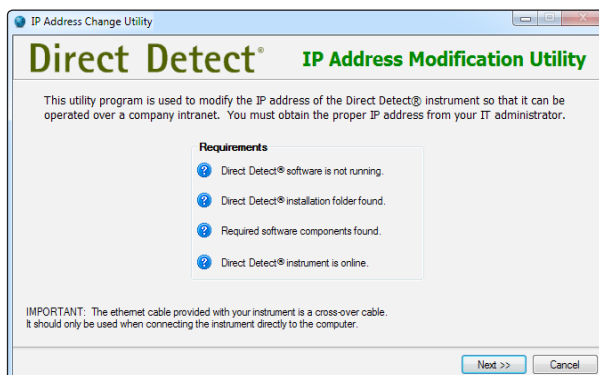 IP Address Change Utility
Direct Detect® IP Address Modification Utility
This utility program is used to modify the IP address of the Direct Detect® instrument so that it can be
operated over a company intranet. You must obtain the proper IP address from your IT administrator.
Requirements
? Direct Detect® software is not running.
? Direct Detect® installation folder found.
? Required software components found.
? Direct Detect® instrument is online.
IMPORTANT: The ethernet cable provided with your instrument is a cross-over cable.
It should only be used when connecting the instrument directly to the computer.
Next >> Cancel